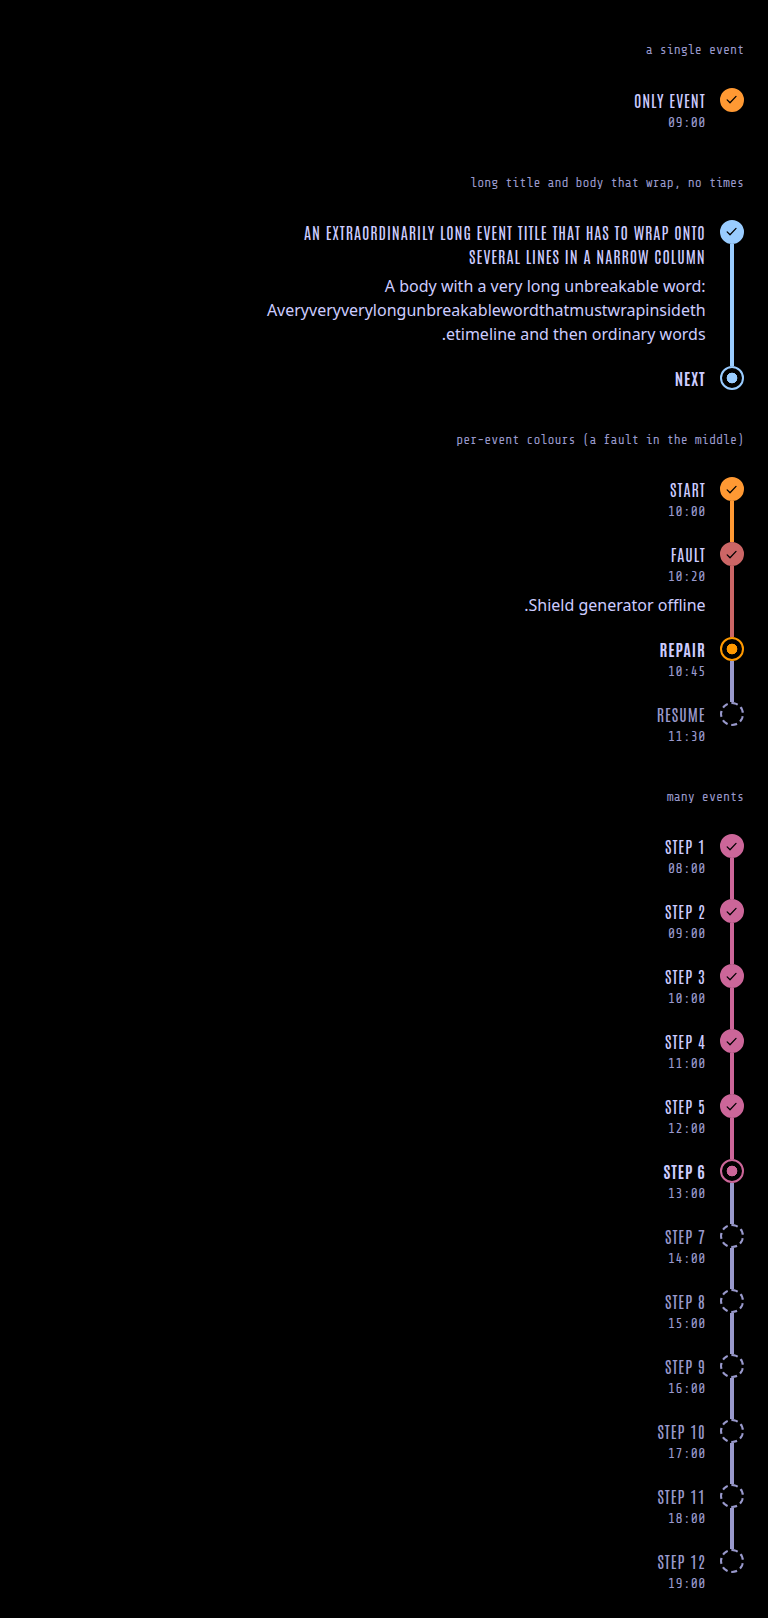 a single event
ONLY EVENT
09:00
long title and body that wrap, no times
AN EXTRAORDINARILY LONG EVENT TITLE THAT HAS TO WRAP ONTO
SEVERAL LINES IN A NARROW COLUMN
A body with a very long unbreakable word:
Averyveryverylongunbreakablewordthatmustwrapinsideth
.etimeline and then ordinary words
NEXT
per-event colours (a fault in the middle)
START
10:00
FAULT
10:20
.Shield generator offline
REPAIR
10:45
RESUME
11:30
many events
STEP 1
08:00
STEP 2
09:00
STEP 3
10:00
STEP 4
11:00
STEP 5
12:00
STEP 6
13:00
STEP 7
14:00
STEP 8
15:00
STEP 9
16:00
STEP 10
17:00
STEP 11
18:00
STEP 12
19:00